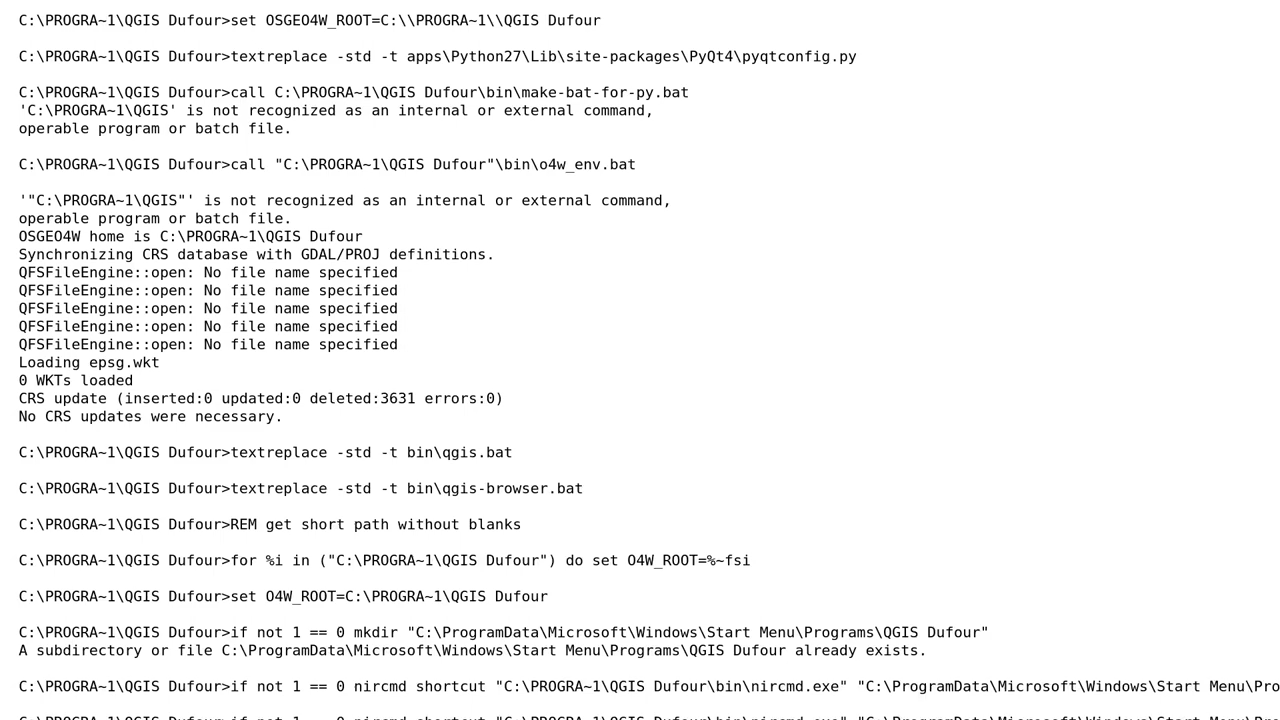 C:\PROGRA~1\QGIS Dufour>set OSGEO4W_ROOT=C:\\PROGRA~1\\QGIS Dufour
C:\PROGRA~1\QGIS Dufour>textreplace -std -t apps\Python27\Lib\site-packages\PyQt4\pyqtconfig.py
C:\PROGRA~1\QGIS Dufour>call C:\PROGRA~1\QGIS Dufour\bin\make-bat-for-py.bat
'C:\PROGRA~1\QGIS' is not recognized as an internal or external command,
operable program or batch file.
C:\PROGRA~1\QGIS Dufour>call "C:\PROGRA~1\QGIS Dufour"\bin\o4w_env.bat
'"C:\PROGRA~1\QGIS"' is not recognized as an internal or external command,
operable program or batch file.
OSGEO4W home is C:\PROGRA~1\QGIS Dufour
Synchronizing CRS database with GDAL/PROJ definitions.
QFSFileEngine::open: No file name specified
QFSFileEngine::open: No file name specified
QFSFileEngine::open: No file name specified
QFSFileEngine::open: No file name specified
QFSFileEngine::open: No file name specified
Loading epsg.wkt
0 WKTs loaded
CRS update (inserted:0 updated:0 deleted:3631 errors:0)
No CRS updates were necessary.
C:\PROGRA~1\QGIS Dufour>textreplace -std -t bin\qgis.bat
C:\PROGRA~1\QGIS Dufour>textreplace -std -t bin\qgis-browser.bat
C:\PROGRA~1\QGIS Dufour>REM get short path without blanks
C:\PROGRA~1\QGIS Dufour>for %i in ("C:\PROGRA~1\QGIS Dufour") do set O4W_ROOT=%~fsi
C:\PROGRA~1\QGIS Dufour>set O4W_ROOT=C:\PROGRA~1\QGIS Dufour
C:\PROGRA~1\QGIS Dufour>if not 1 == 0 mkdir "C:\ProgramData\Microsoft\Windows\Start Menu\Programs\QGIS Dufour"
A subdirectory or file C:\ProgramData\Microsoft\Windows\Start Menu\Programs\QGIS Dufour already exists.
C:\PROGRA~1\QGIS Dufour>if not 1 == 0 nircmd shortcut "C:\PROGRA~1\QGIS Dufour\bin\nircmd.exe" "C:\ProgramData\Microsoft\Windows\Start Menu\Pro